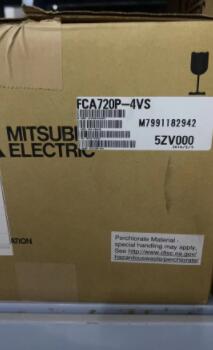 FCA720P-4VS
M7991182942
MITSUBI
ELECTRIC
5ZV000
ATION
Perchlorate Material -
special handling may apply.
See www.dtsc.ca.gov/
hazardouswaste/perchlorate/